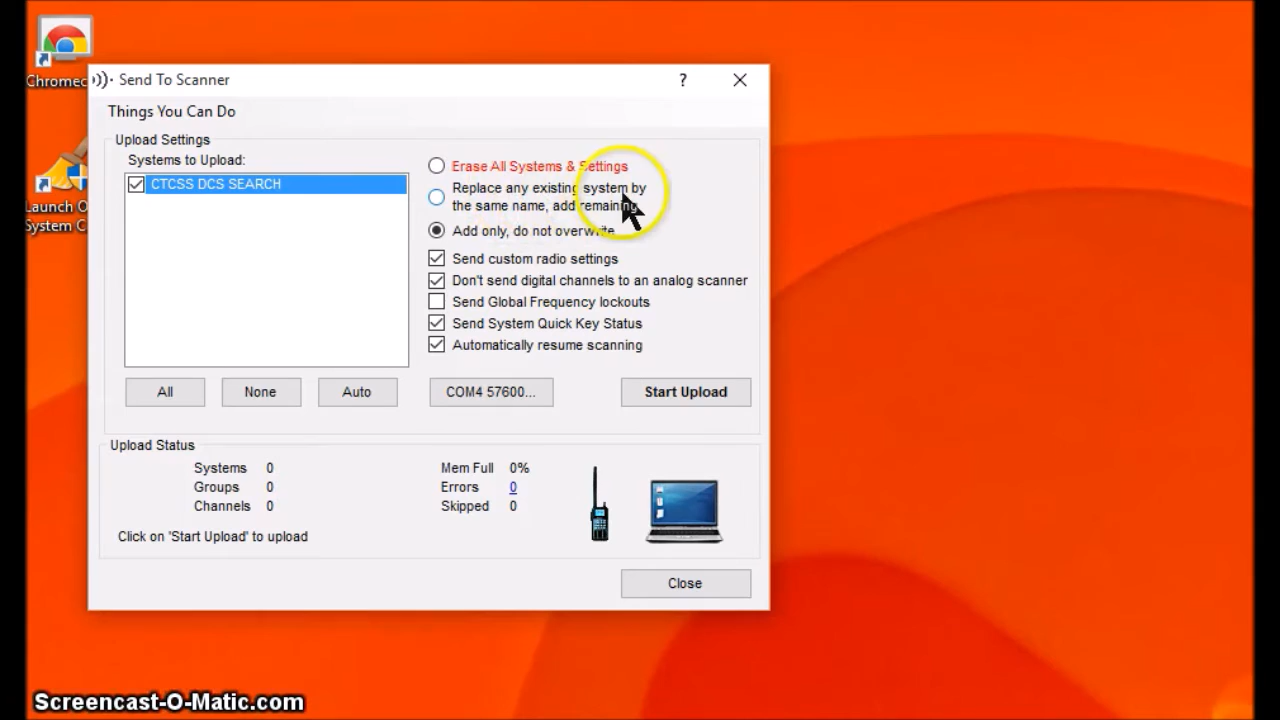 Chromec
Send To Scanner
?
Things You Can Do
Upload Settings
Systems to Upload:
CTCSS DCS SEARCH
Erase All Systems & Settings
Replace any existing system by
the same name, add remaining
Add only, do not overwrite
Send custom radio settings
Don't send digital channels to an analog scanner
Send Global Frequency lockouts
Send System Quick Key Status
Automatically resume scanning
Launch O
System C
All
None
Auto
COM4 57600...
Start Upload
Upload Status
Systems 0
Groups 0
Channels 0
Mem Full 0%
Errors 0
Skipped 0
Click on 'Start Upload' to upload
Close
Screencast-O-Matic.com